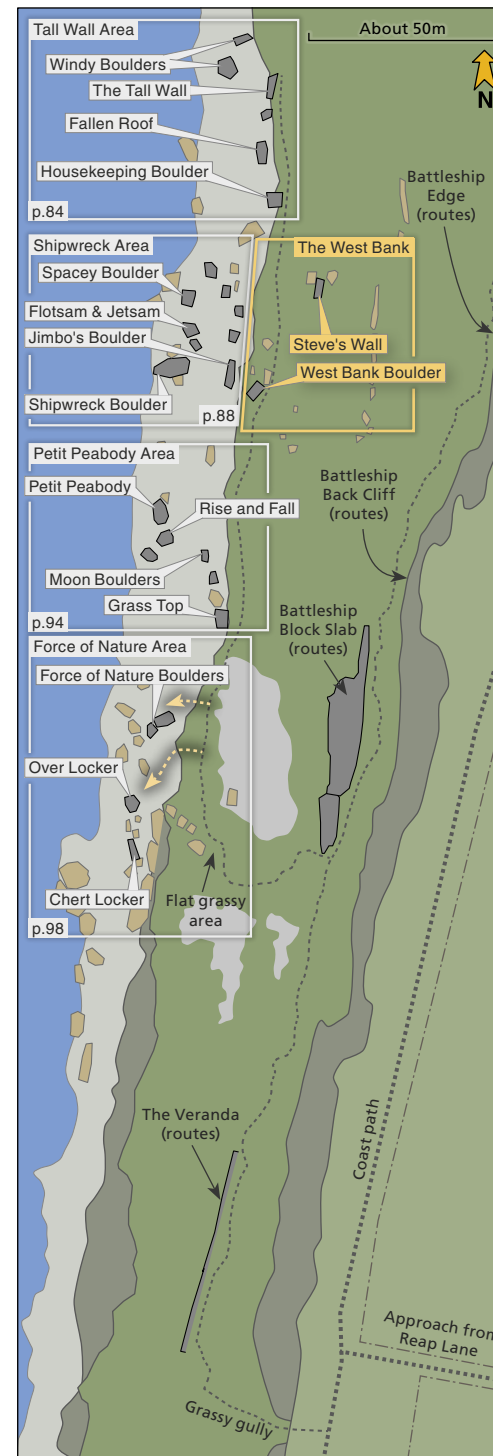 Tall Wall Area
About 50m
N
Windy Boulders
The Tall Wall
Fallen Roof
Housekeeping Boulder
p.84
Battleship
Edge
(routes)
Shipwreck Area
The West Bank
Spacey Boulder
Flotsam & Jetsam
Jimbo's Boulder
Steve's Wall
West Bank Boulder
Shipwreck Boulder
p.88
Petit Peabody Area
Battleship
Back Cliff
(routes)
Petit Peabody
Rise and Fall
Moon Boulders
Grass Top
p.94
Battleship
Block Slab
(routes)
Force of Nature Area
Force of Nature Boulders
Over Locker
Chert Locker
Flat grassy
area
p.98
The Veranda
(routes)
Coast path
Approach from
Reap Lane
Grassy gully